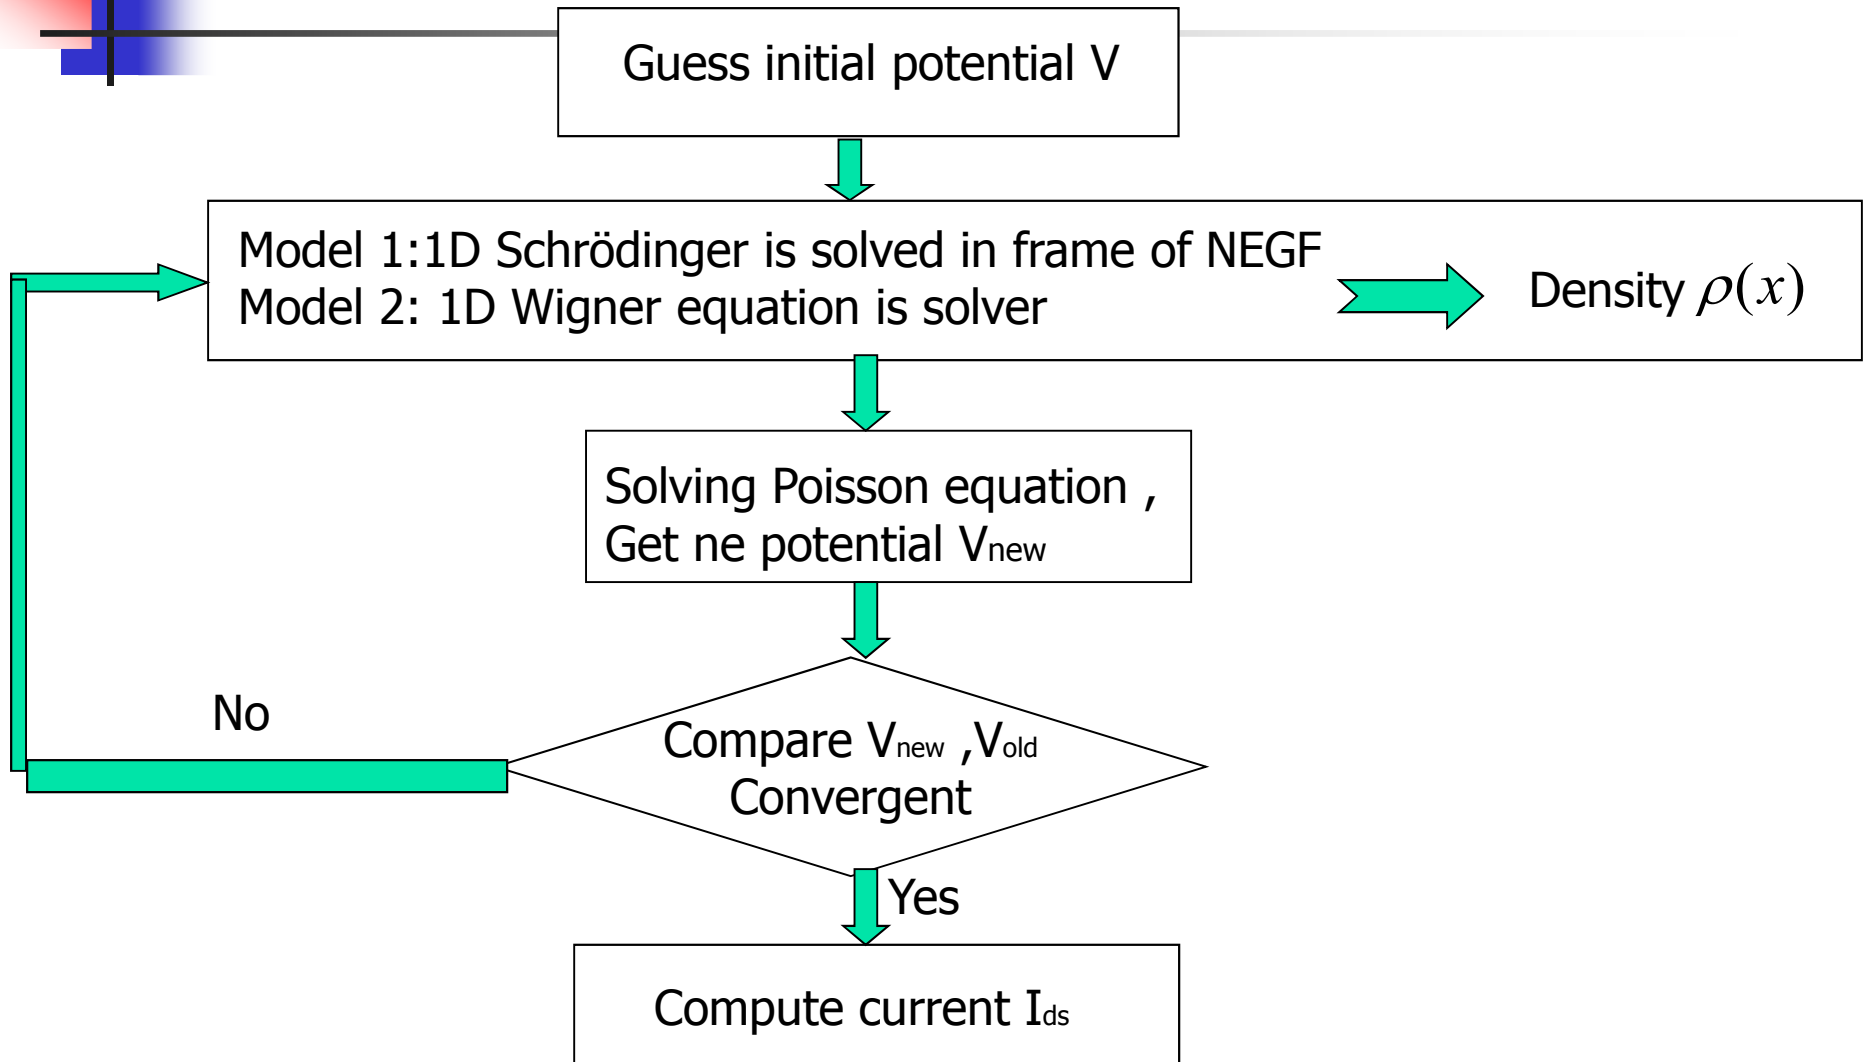 Guess initial potential V
Model 1:1D Schrödinger is solved in frame of NEGF
Model 2: 1D Wigner equation is solver
Density ρ(x)
Solving Poisson equation ,
Get ne potential Vnew
No
Compare Vnew ,Vold
Convergent
Yes
Compute current Ids